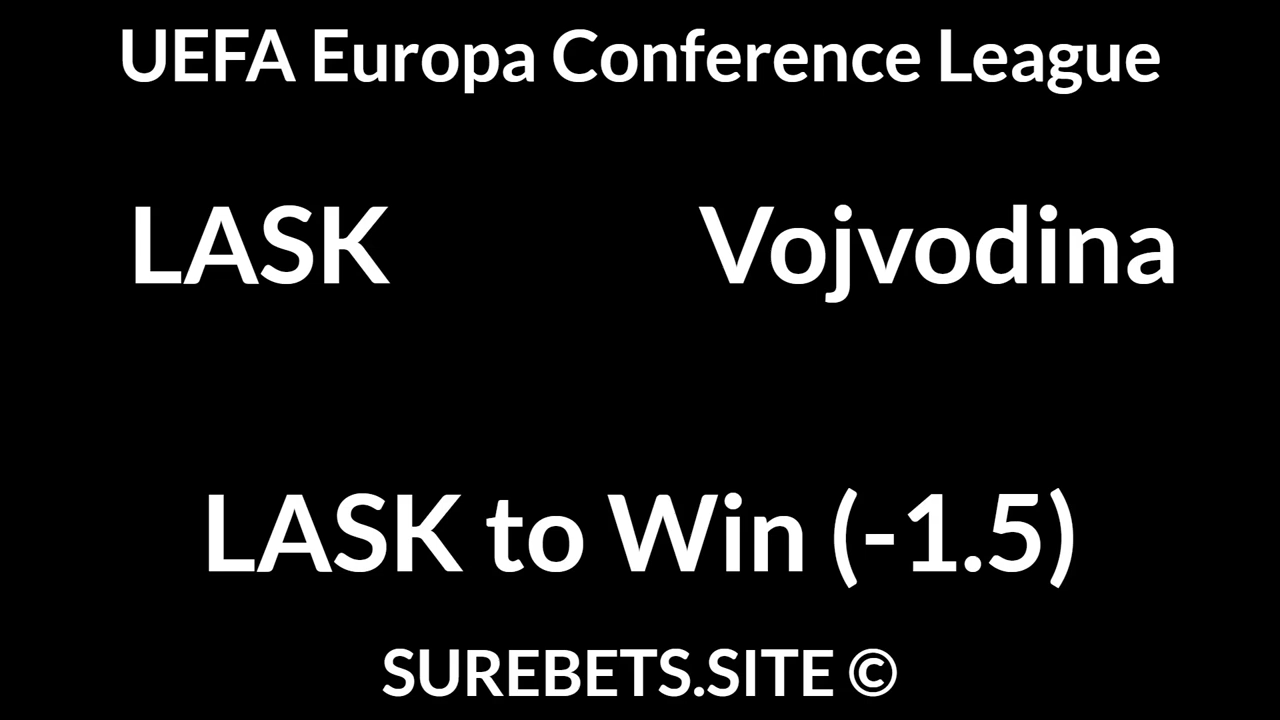 UEFA Europa Conference League
LASK Vojvodina
LASK to Win (-1.5)
SUREBETS.SITE ©